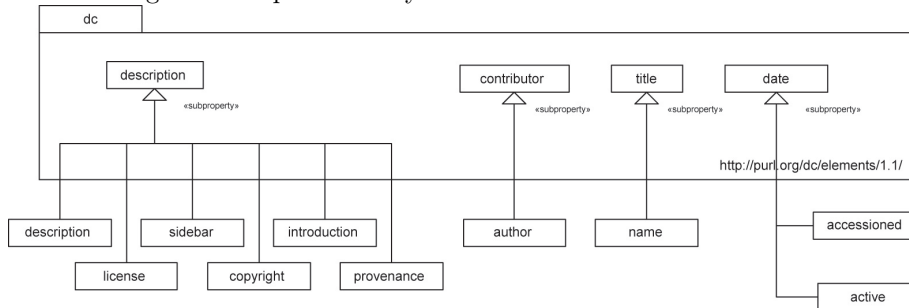 dc
description
contributor
title
date
«subproperty»
«subproperty»
«subproperty»
«subproperty»
http://purl.org/dc/elements/1.1/
description
sidebar
introduction
author
name
accessioned
license
copyright
provenance
active